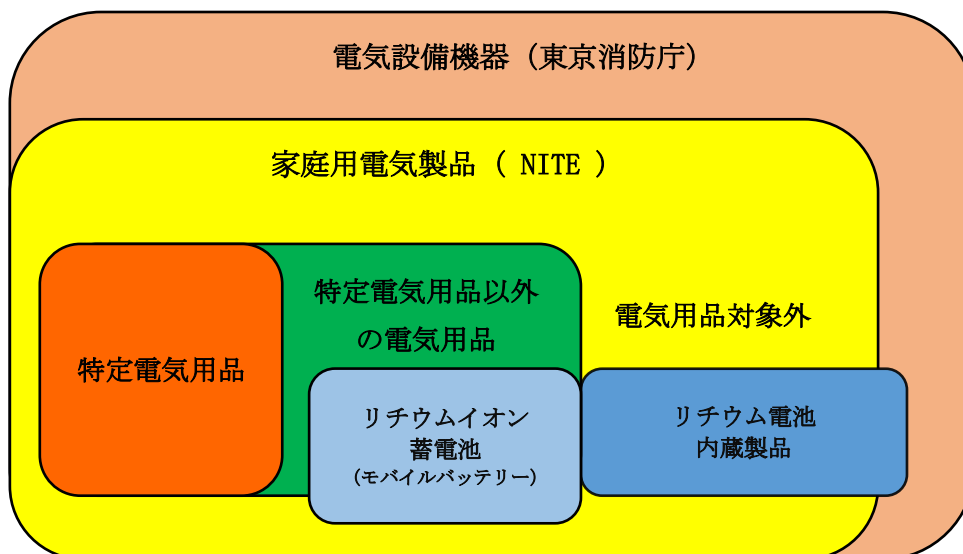 電気設備機器（東京消防庁）
家庭用電気製品（ NITE ）
特定電気用品以外
の電気用品
電気用品対象外
特定電気用品
リチウムイオン
蓄電池
（モバイルバッテリー）
リチウム電池
内蔵製品